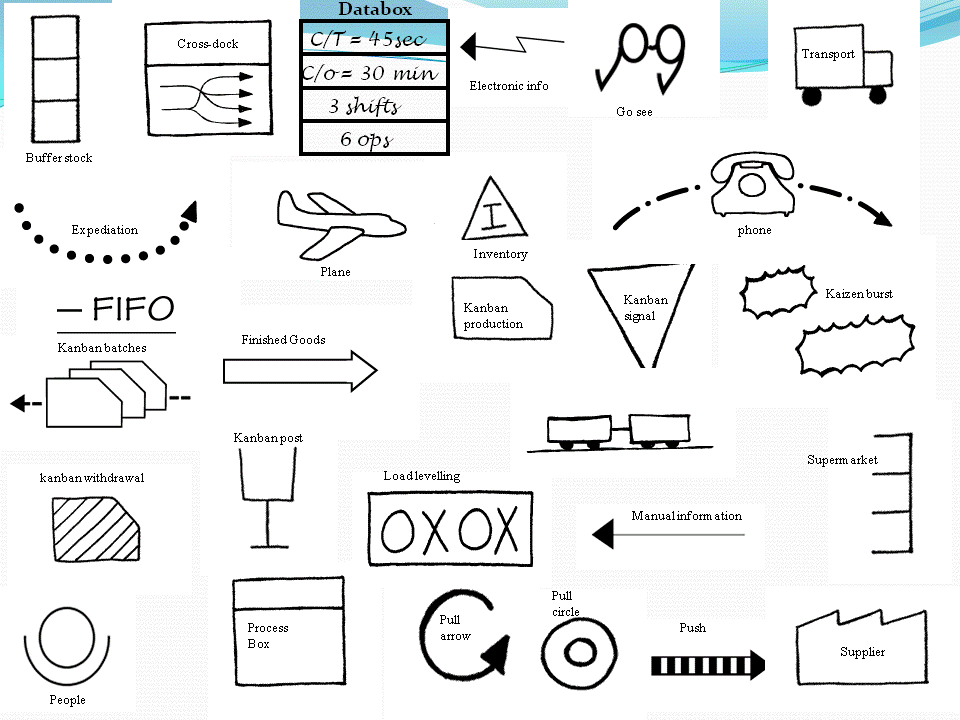 Databox
Cross-dock
C/T = 45sec
C/o = 30 min
3 shifts
6 ops
Electronic info
Go see
Transport
Buffer stock
Expediation
Plane
I
Inventory
phone
– FIFO
Kanban batches
Finished Goods
Kanban
production
Kanban
signal
Kaizen burst
Kanban post
kanban withdrawal
Load levelling
OXOX
Manual information
Supermarket
People
Process
Box
Pull
arrow
Pull
circle
Push
Supplier